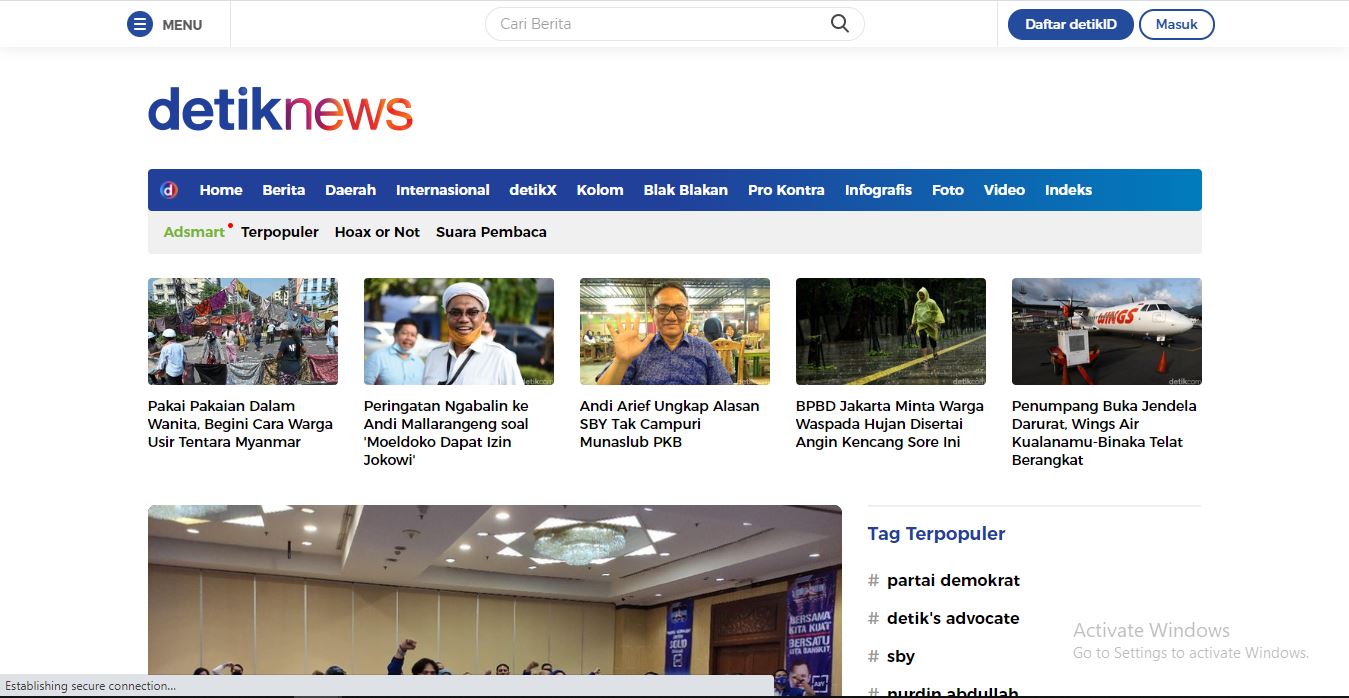 MENU
Cari Berita
Daftar detikID
Masuk
detiknews
d Home Berita Daerah Internasional detikX Kolom Blak Blakan Pro Kontra Infografis Foto Video Indeks
Adsmart Terpopuler Hoax or Not Suara Pembaca
WINGS
detikcom
detikcom
detikcom
detikcom
Pakai Pakaian Dalam
Wanita, Begini Cara Warga
Usir Tentara Myanmar
Peringatan Ngabalin ke
Andi Mallarangeng soal
'Moeldoko Dapat Izin
Jokowi'
Andi Arief Ungkap Alasan
SBY Tak Campuri
Munaslub PKB
BPBD Jakarta Minta Warga
Waspada Hujan Disertai
Angin Kencang Sore Ini
Penumpang Buka Jendela
Darurat, Wings Air
Kualanamu-Binaka Telat
Berangkat
SOLID
BERSAMA
KITA KUAT
BERSATU
KITA BANGKIT
Tag Terpopuler
# partai demokrat
# detik's advocate
# sby
# nurdin abdullah
Activate Windows
Go to Settings to activate Windows.
Establishing secure connection...